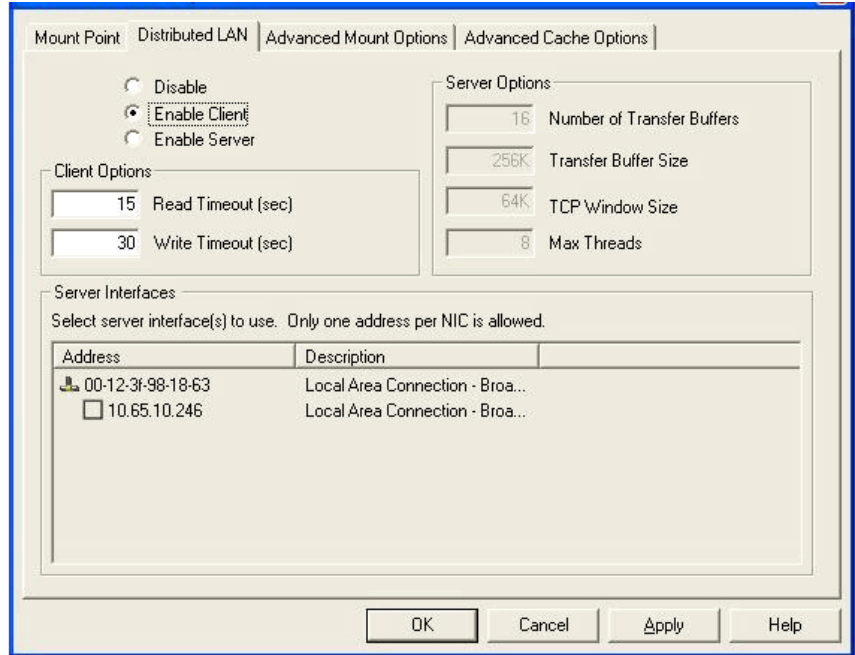 Mount Point Distributed LAN Advanced Mount Options Advanced Cache Options
Disable
Enable Client
Enable Server
Client Options
15 Read Timeout (sec)
30 Write Timeout (sec)
Server Options
16 Number of Transfer Buffers
256K Transfer Buffer Size
64K TCP Window Size
8 Max Threads
Server Interfaces
Select server interface(s) to use. Only one address per NIC is allowed.
Address Description
00-12-3f-98-18-63 Local Area Connection - Broa...
10.65.10.246 Local Area Connection - Broa...
OK Cancel Apply Help